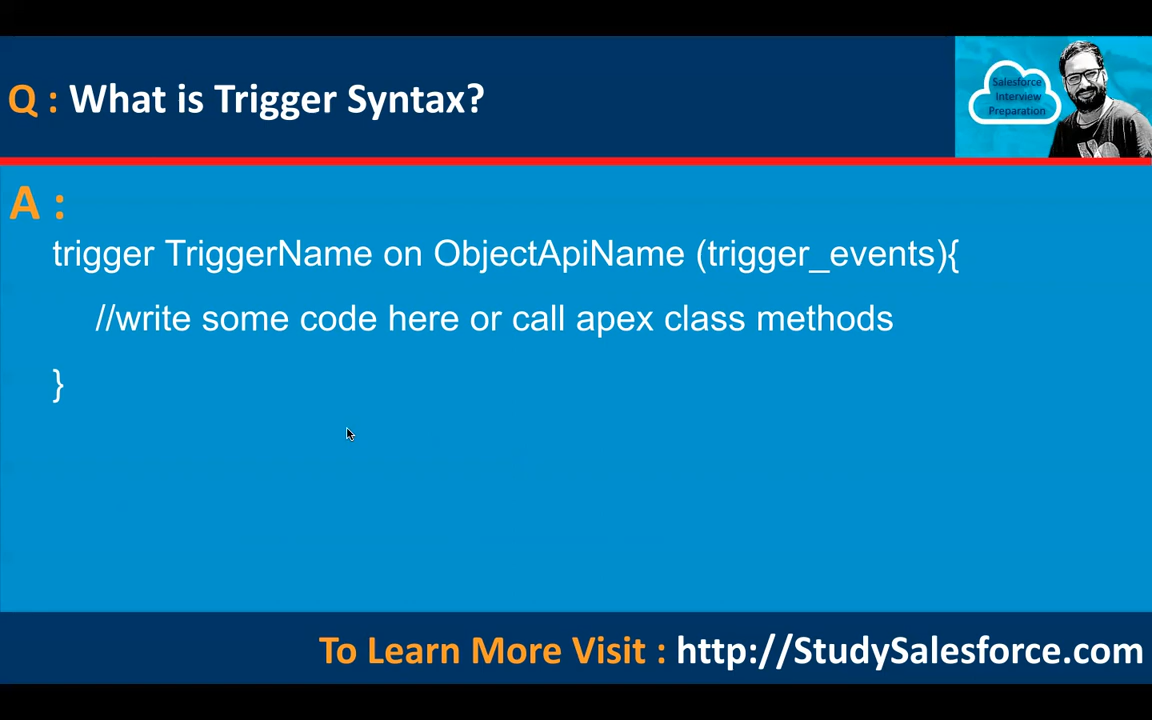 Q : What is Trigger Syntax?
Salesforce
Interview
Preparation
A :
trigger TriggerName on ObjectApiName (trigger_events){
//write some code here or call apex class methods
}
To Learn More Visit : http://StudySalesforce.com